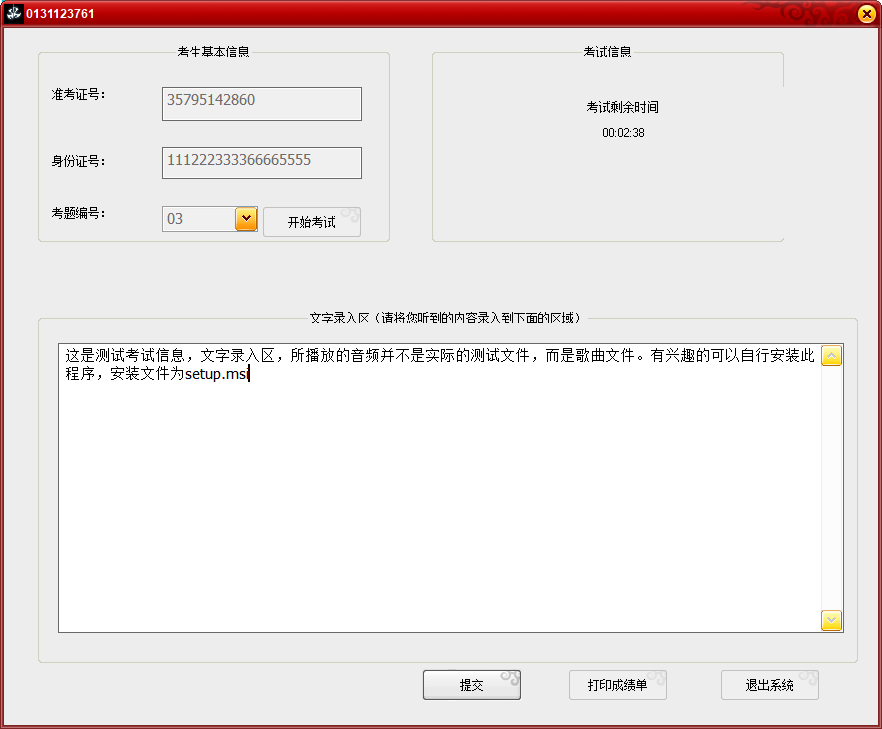 0131123761
考生基本信息
准考证号：
35795142860
身份证号：
111222333366665555
考题编号：
03
开始考试
考试信息
考试剩余时间
00:02:38
文字录入区（请将您听到的内容录入到下面的区域）
这是测试考试信息，文字录入区，所播放的音频并不是实际的测试文件，而是歌曲文件。有兴趣的可以自行安装此
程序，安装文件为setup.msi
提交
打印成绩单
退出系统